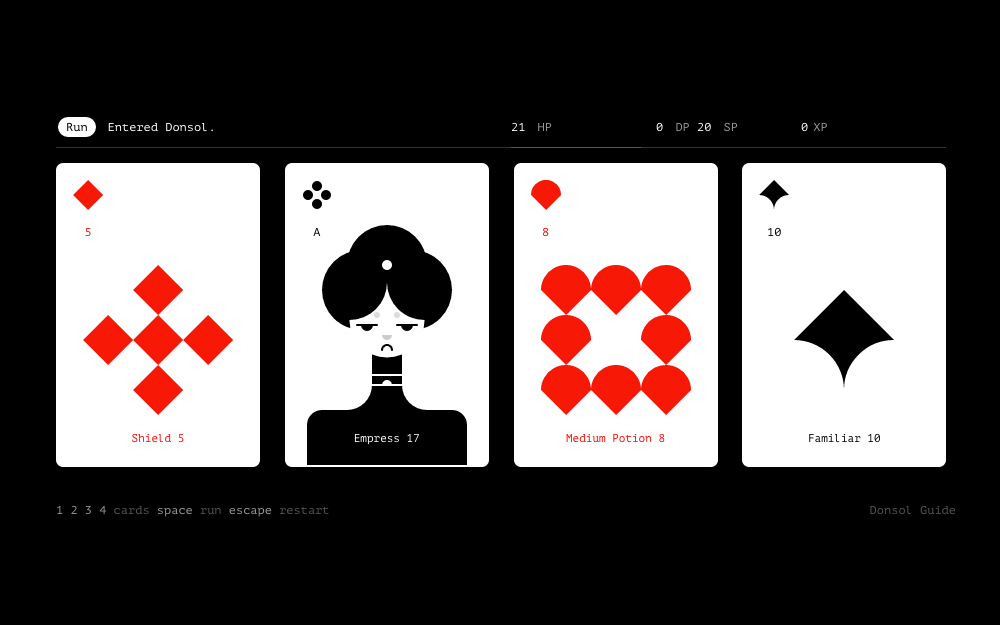 Run Entered Donsol. 21 HP 0 DP 20 SP 0 XP
5 A 8 10
Shield 5 Empress 17 Medium Potion 8 Familiar 10
1 2 3 4 cards space run escape restart Donsol Guide